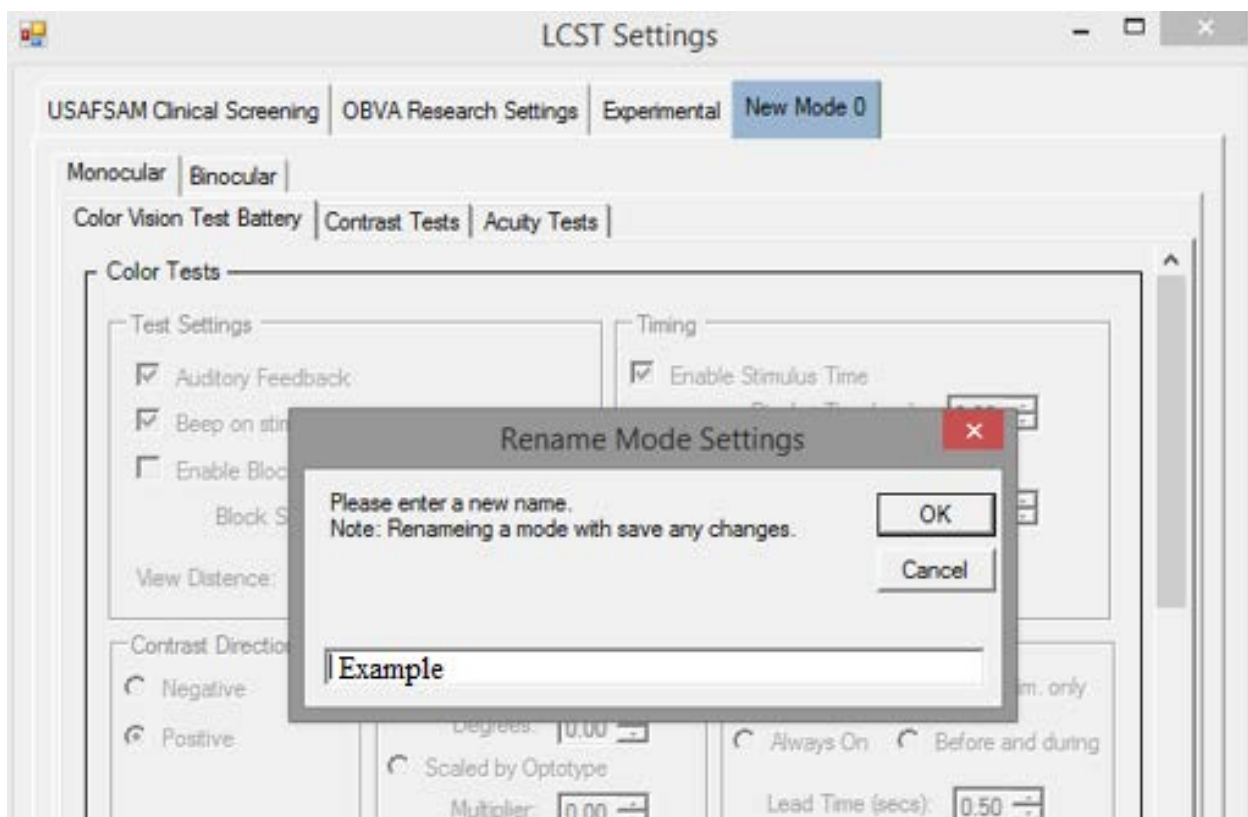 LCST Settings
USAFSAM Clinical Screening OBVA Research Settings Experimental New Mode 0
Monocular Binocular
Color Vision Test Battery Contrast Tests Acuity Tests
Color Tests
Test Settings
Timing
Auditory Feedback
Enable Stimulus Time
Beep on
Enable
Block
View Distence:
Rename Mode Settings
Please enter a new name.
Note: Renameing a mode with save any changes.
OK
Cancel
Example
Contrast
Negative
Positive
Degrees: 0.00
Scaled by Optotype
Multiplier: 0.00
only
Always On Before and during
Lead Time (secs): 0.50